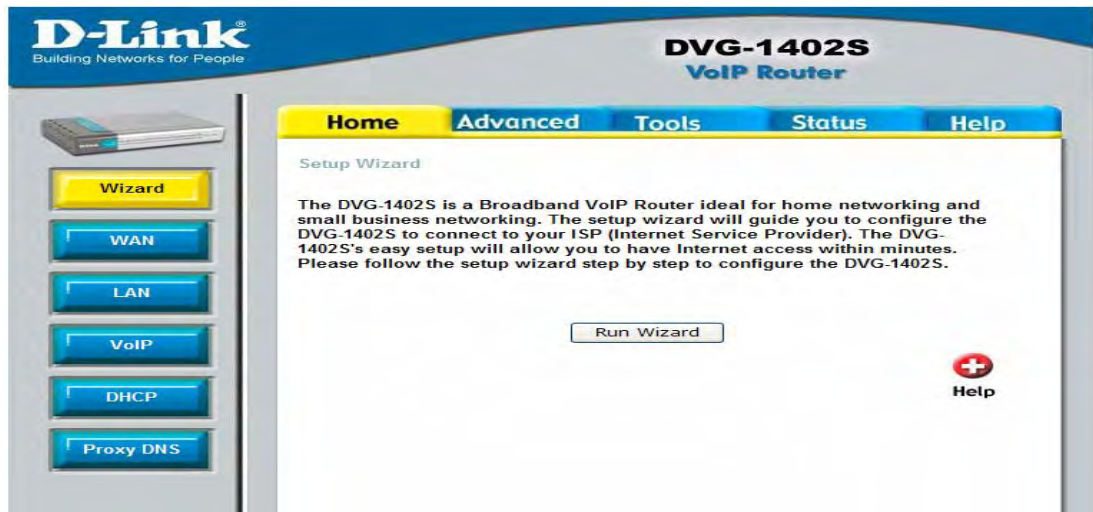 D-Link®
Building Networks for People
DVG-1402S
VoIP Router
Home Advanced Tools Status Help
Wizard
WAN
LAN
VoIP
DHCP
Proxy DNS
Setup Wizard
The DVG-1402S is a Broadband VoIP Router ideal for home networking and
small business networking. The setup wizard will guide you to configure the
DVG-1402S to connect to your ISP (Internet Service Provider). The DVG-
1402S's easy setup will allow you to have Internet access within minutes.
Please follow the setup wizard step by step to configure the DVG-1402S.
Run Wizard
Help